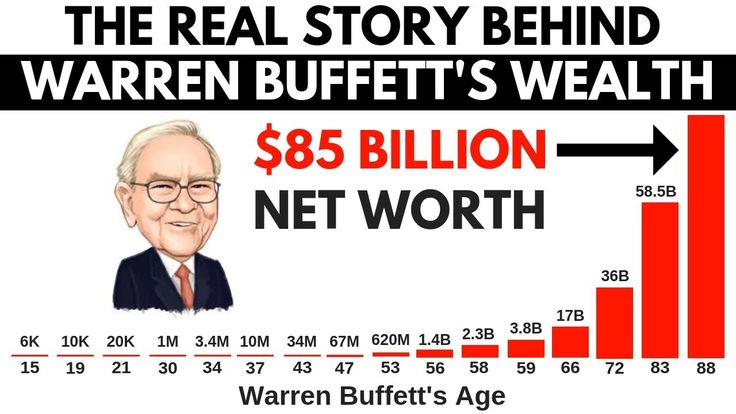 THE REAL STORY BEHIND
WARREN BUFFETT'S WEALTH
$85 BILLION
NET WORTH
6K 10K 20K 1M 3.4M 10M 34M 67M 620M 1.4B 2.3B 3.8B 17B 36B 58.5B
15 19 21 30 34 37 43 47 53 56 58 59 66 72 83 88
Warren Buffett's Age